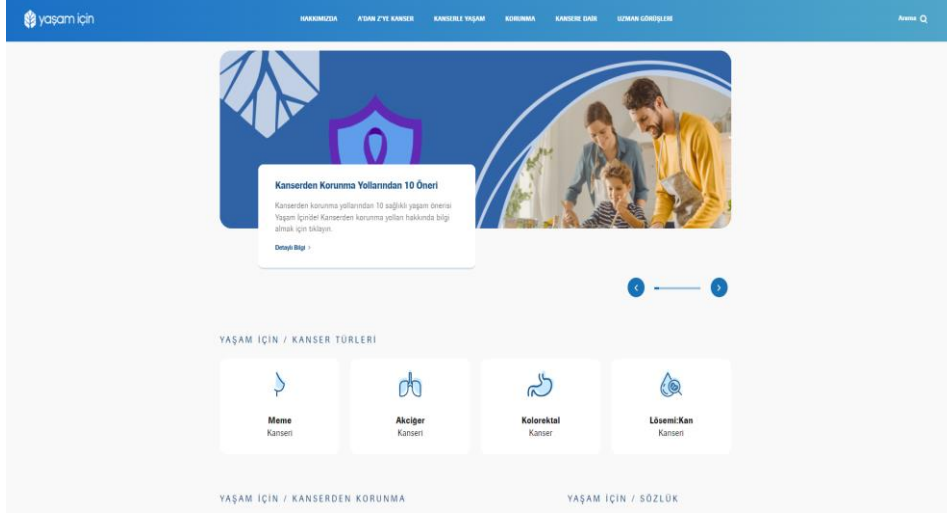 yaşam için
HAKKIMIZDA A'DAN Z'YE KANSER KANSERLE YAŞAM KORUNMA KANSERE DAİR UZMAN GÖRÜŞLERİ Arama
Kanserden Korunma Yollarından 10 Öneri
Kanserden korunma yollarından 10 sağlıklı yaşam önerisi
Yaşam İçinde! Kanserden korunma yolları hakkında bilgi
almak için tıklayın.
Detaylı Bilgi
YAŞAM İÇİN / KANSER TÜRLERİ
Meme
Kanseri
Akciğer
Kanseri
Kolorektal
Kanser
Lösemi:Kan
Kanseri
YAŞAM İÇİN / KANSERDEN KORUNMA
YAŞAM İÇİN / SÖZLÜK